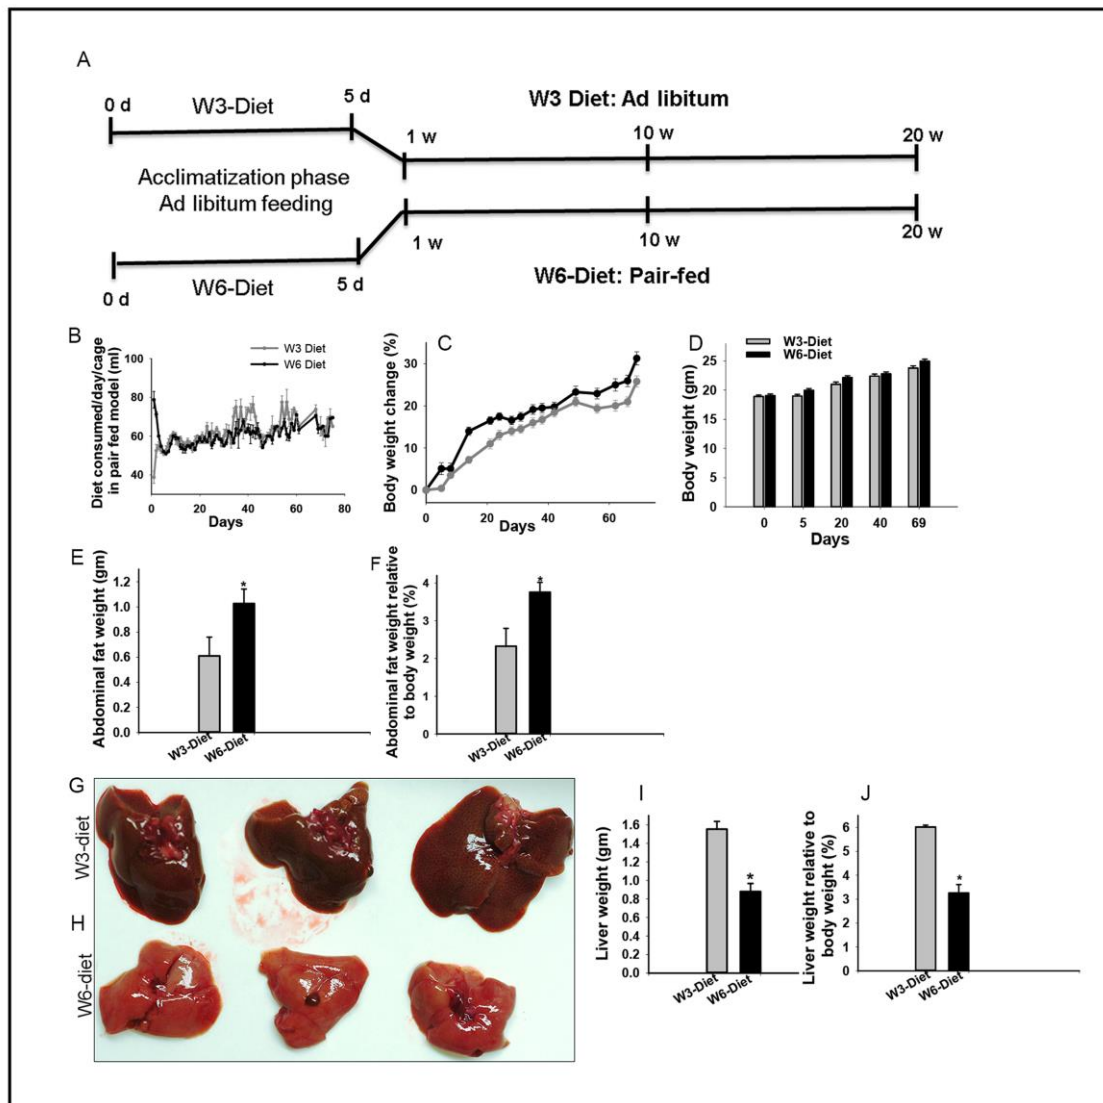 A
0 d
W3-Diet
5 d
W3 Diet: Ad libitum
1 w
10 w
20 w
Acclimatization phase
Ad libitum feeding
0 d
W6-Diet
5 d
1 w
10 w
20 w
W6-Diet: Pair-fed
B
Diet consumed/day/cage
in pair fed model (ml)
100
80
60
40
W3 Diet
W6 Diet
0
20
40
60
80
Days
C
Body weight change (%)
30
20
10
0
0
20
40
60
Days
D
W3-Diet
W6-Diet
Body weight (gm)
25
20
15
10
5
0
0
5
20
40
69
Days
E
Abdominal fat weight (gm)
1.2
1.0
0.8
0.6
0.4
0.2
0.0
*
W3-Diet
W6-Diet
F
Abdominal fat weight relative
to body weight (%)
4
3
2
1
0
*
W3-Diet
W6-Diet
G
W3-diet
H
W6-diet
I
Liver weight (gm)
1.6
1.4
1.2
1.0
0.8
0.6
0.4
0.2
0.0
*
W3-Diet
W6-Diet
J
Liver weight relative to
body weight (%)
6
5
4
3
2
1
0
*
W3-Diet
W6-Diet